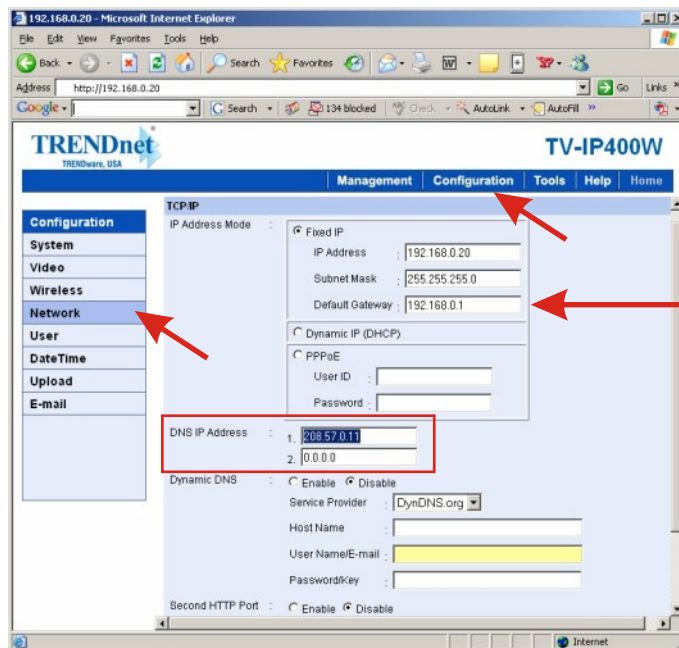 192.168.0.20 - Microsoft Internet Explorer
File Edit View Favorites Tools Help
Back Search Favorites
Address http://192.168.0.20 Go Links »
Google Search 134 blocked Check AutoLink AutoFill »
TRENDnet TV-IP400W
TRENDware, USA
Management Configuration Tools Help Home
Configuration
System
Video
Wireless
Network
User
DateTime
Upload
E-mail
TCP/IP
IP Address Mode :
Fixed IP
IP Address : 192.168.0.20
Subnet Mask : 255.255.255.0
Default Gateway : 192.168.0.1
Dynamic IP (DHCP)
PPPoE
User ID :
Password :
DNS IP Address : 1. 208.57.0.11
2. 0.0.0.0
Dynamic DNS : Enable Disable
Service Provider : DynDNS.org
Host Name :
User Name/E-mail :
Password/Key :
Second HTTP Port : Enable Disable
Internet